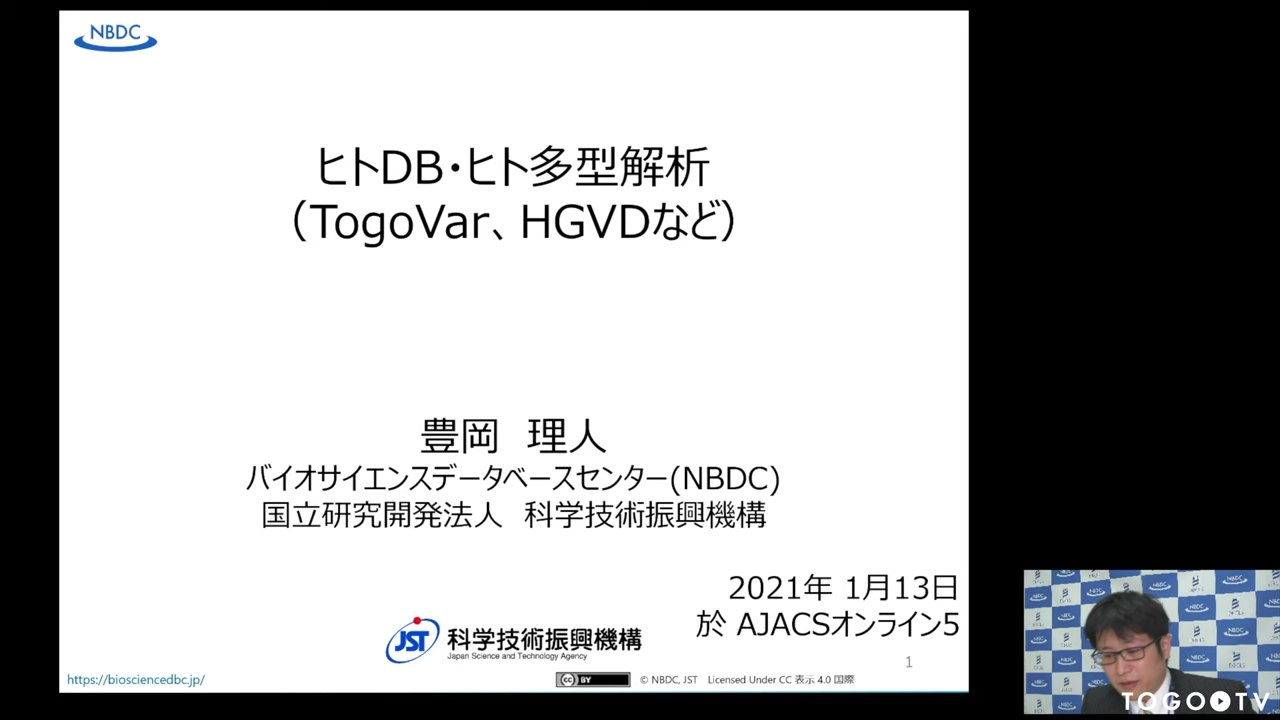 NBDC
ヒトDB・ヒト多型解析
（TogoVar、HGVDなど）
豊岡　理人
バイオサイエンスデータベースセンター(NBDC)
国立研究開発法人　科学技術振興機構
2021年 1月13日
於 AJACSオンライン5
JST 科学技術振興機構
Japan Science and Technology Agency
1
https://biosciencedbc.jp/
cc BY © NBDC, JST Licensed Under CC 表示 4.0 国際
NBDC
TOGOTV